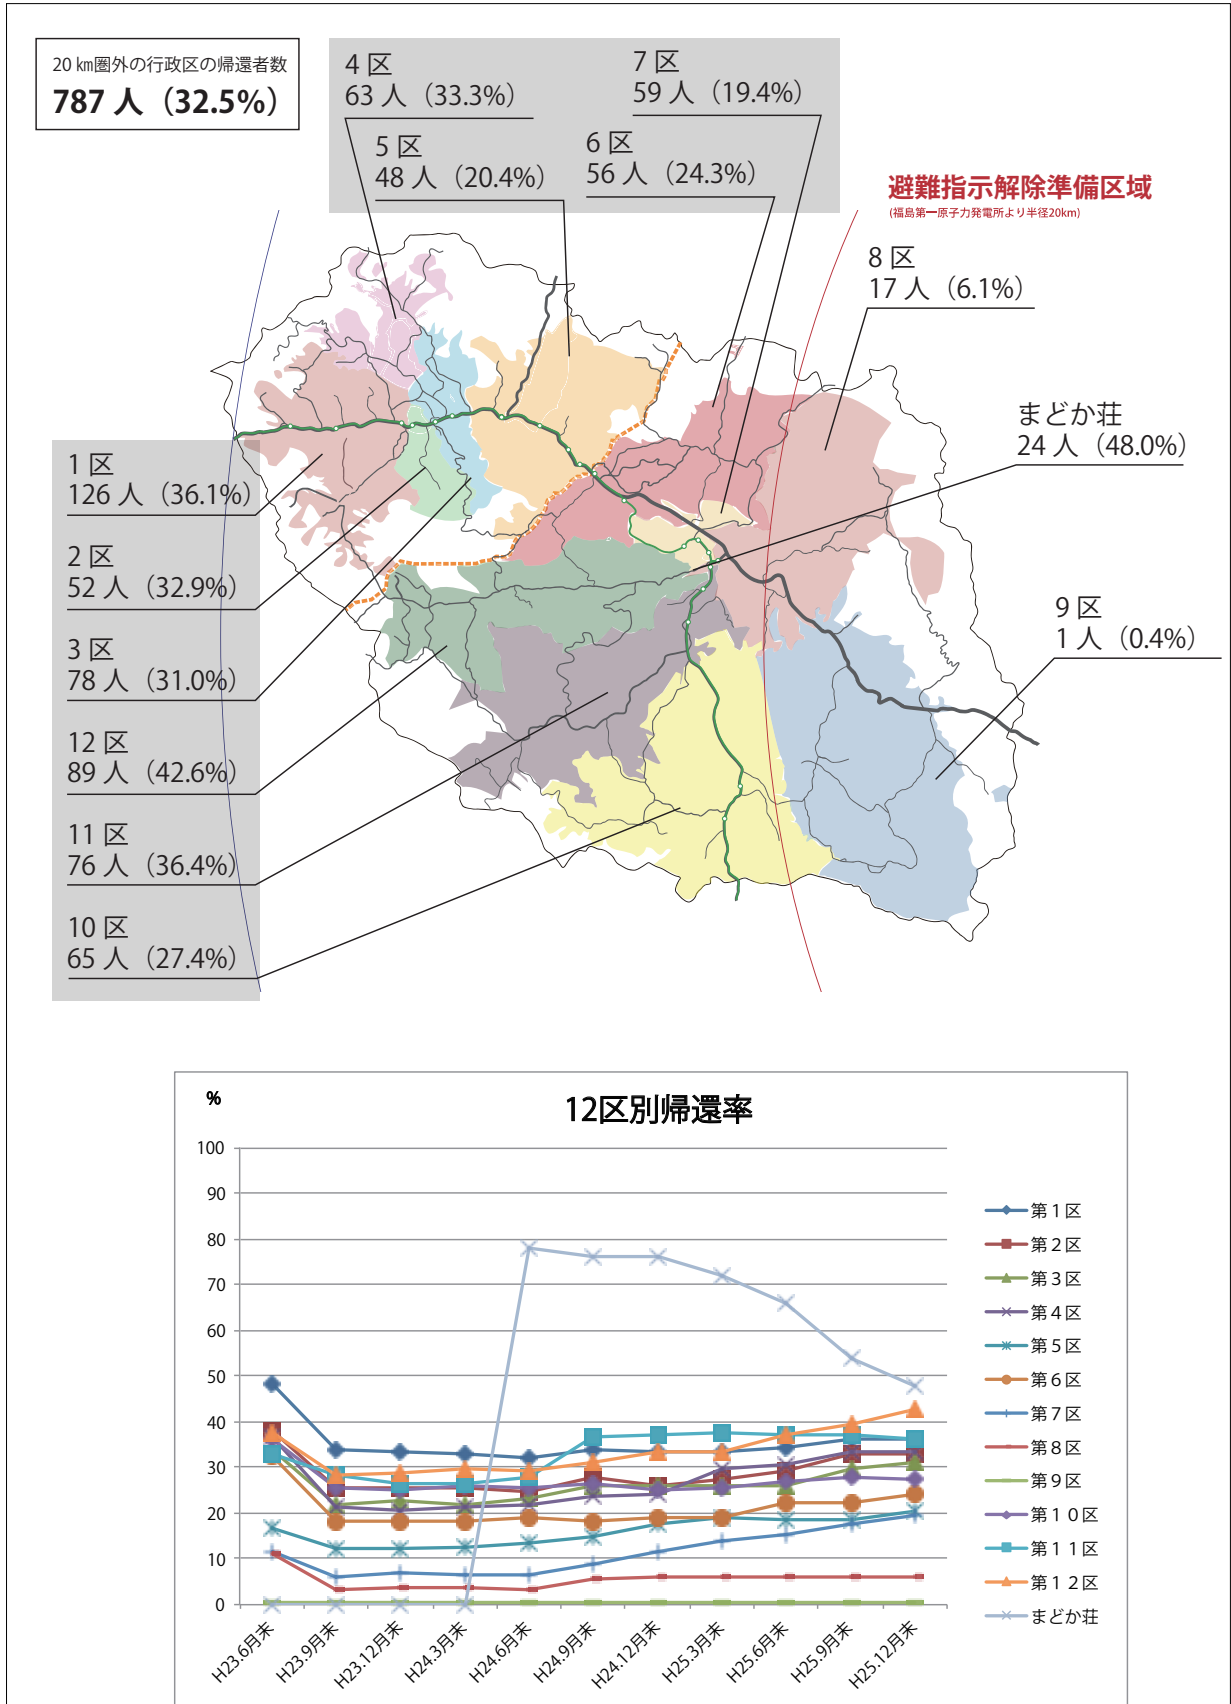 20 km圏外の行政区の帰還者数
787 人（32.5%）
4 区
63 人（33.3%）
7 区
59 人（19.4%）
5 区
48 人（20.4%）
6 区
56 人（24.3%）
避難指示解除準備区域
(福島第一原子力発電所より半径20km)
8 区
17 人（6.1%）
まどか荘
24 人（48.0%）
1 区
126 人（36.1%）
2 区
52 人（32.9%）
3 区
78 人（31.0%）
9 区
1 人（0.4%）
12 区
89 人（42.6%）
11 区
76 人（36.4%）
10 区
65 人（27.4%）
%
12区別帰還率
100
90
80
70
60
50
40
30
20
10
0
H23.6月末
H23.9月末
H23.12月末
H24.3月末
H24.6月末
H24.9月末
H24.12月末
H25.3月末
H25.6月末
H25.9月末
H25.12月末
第１区
第２区
第３区
第４区
第５区
第６区
第７区
第８区
第９区
第１０区
第１１区
第１２区
まどか荘